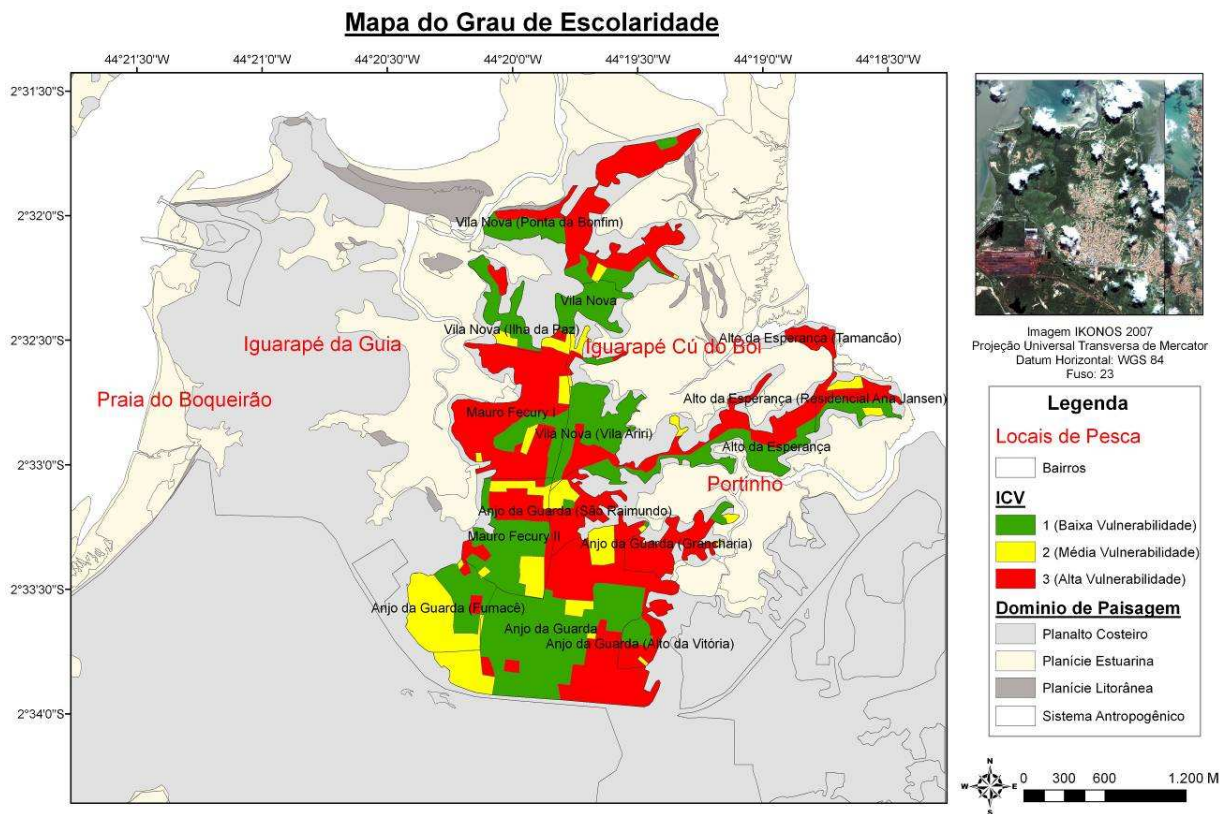 Mapa do Grau de Escolaridade
44°21'30"W 44°21'0"W 44°20'30"W 44°20'0"W 44°19'30"W 44°19'0"W 44°18'30"W
2°31'30"S
2°32'0"S
2°32'30"S
2°33'0"S
2°33'30"S
2°34'0"S
Vila Nova (Ponta da Bonfim)
Vila Nova
Vila Nova (Ilha da Paz)
Alto da Esperança (Tamancão)
Iguarapé da Guia
Iguarapé Cú do Boi
Praia do Boqueirão
Alto da Esperança (Residencial Ana Jansen)
Mauro Fecury I
Vila Nova (Vila Ariri)
Alto da Esperança
Portinho
Anjo da Guarda (São Raimundo)
Mauro Fecury II
Anjo da Guarda (Grancharia)
Anjo da Guarda (Fumacê)
Anjo da Guarda
Anjo da Guarda (Alto da Vitória)
Imagem IKONOS 2007
Projeção Universal Transversa de Mercator
Datum Horizontal: WGS 84
Fuso: 23
Legenda
Locais de Pesca
Bairros
ICV
1 (Baixa Vulnerabilidade)
2 (Média Vulnerabilidade)
3 (Alta Vulnerabilidade)
Dominio de Paisagem
Planalto Costeiro
Planície Estuarina
Planície Litorânea
Sistema Antropogênico
N
W E
S
0 300 600 1.200 M